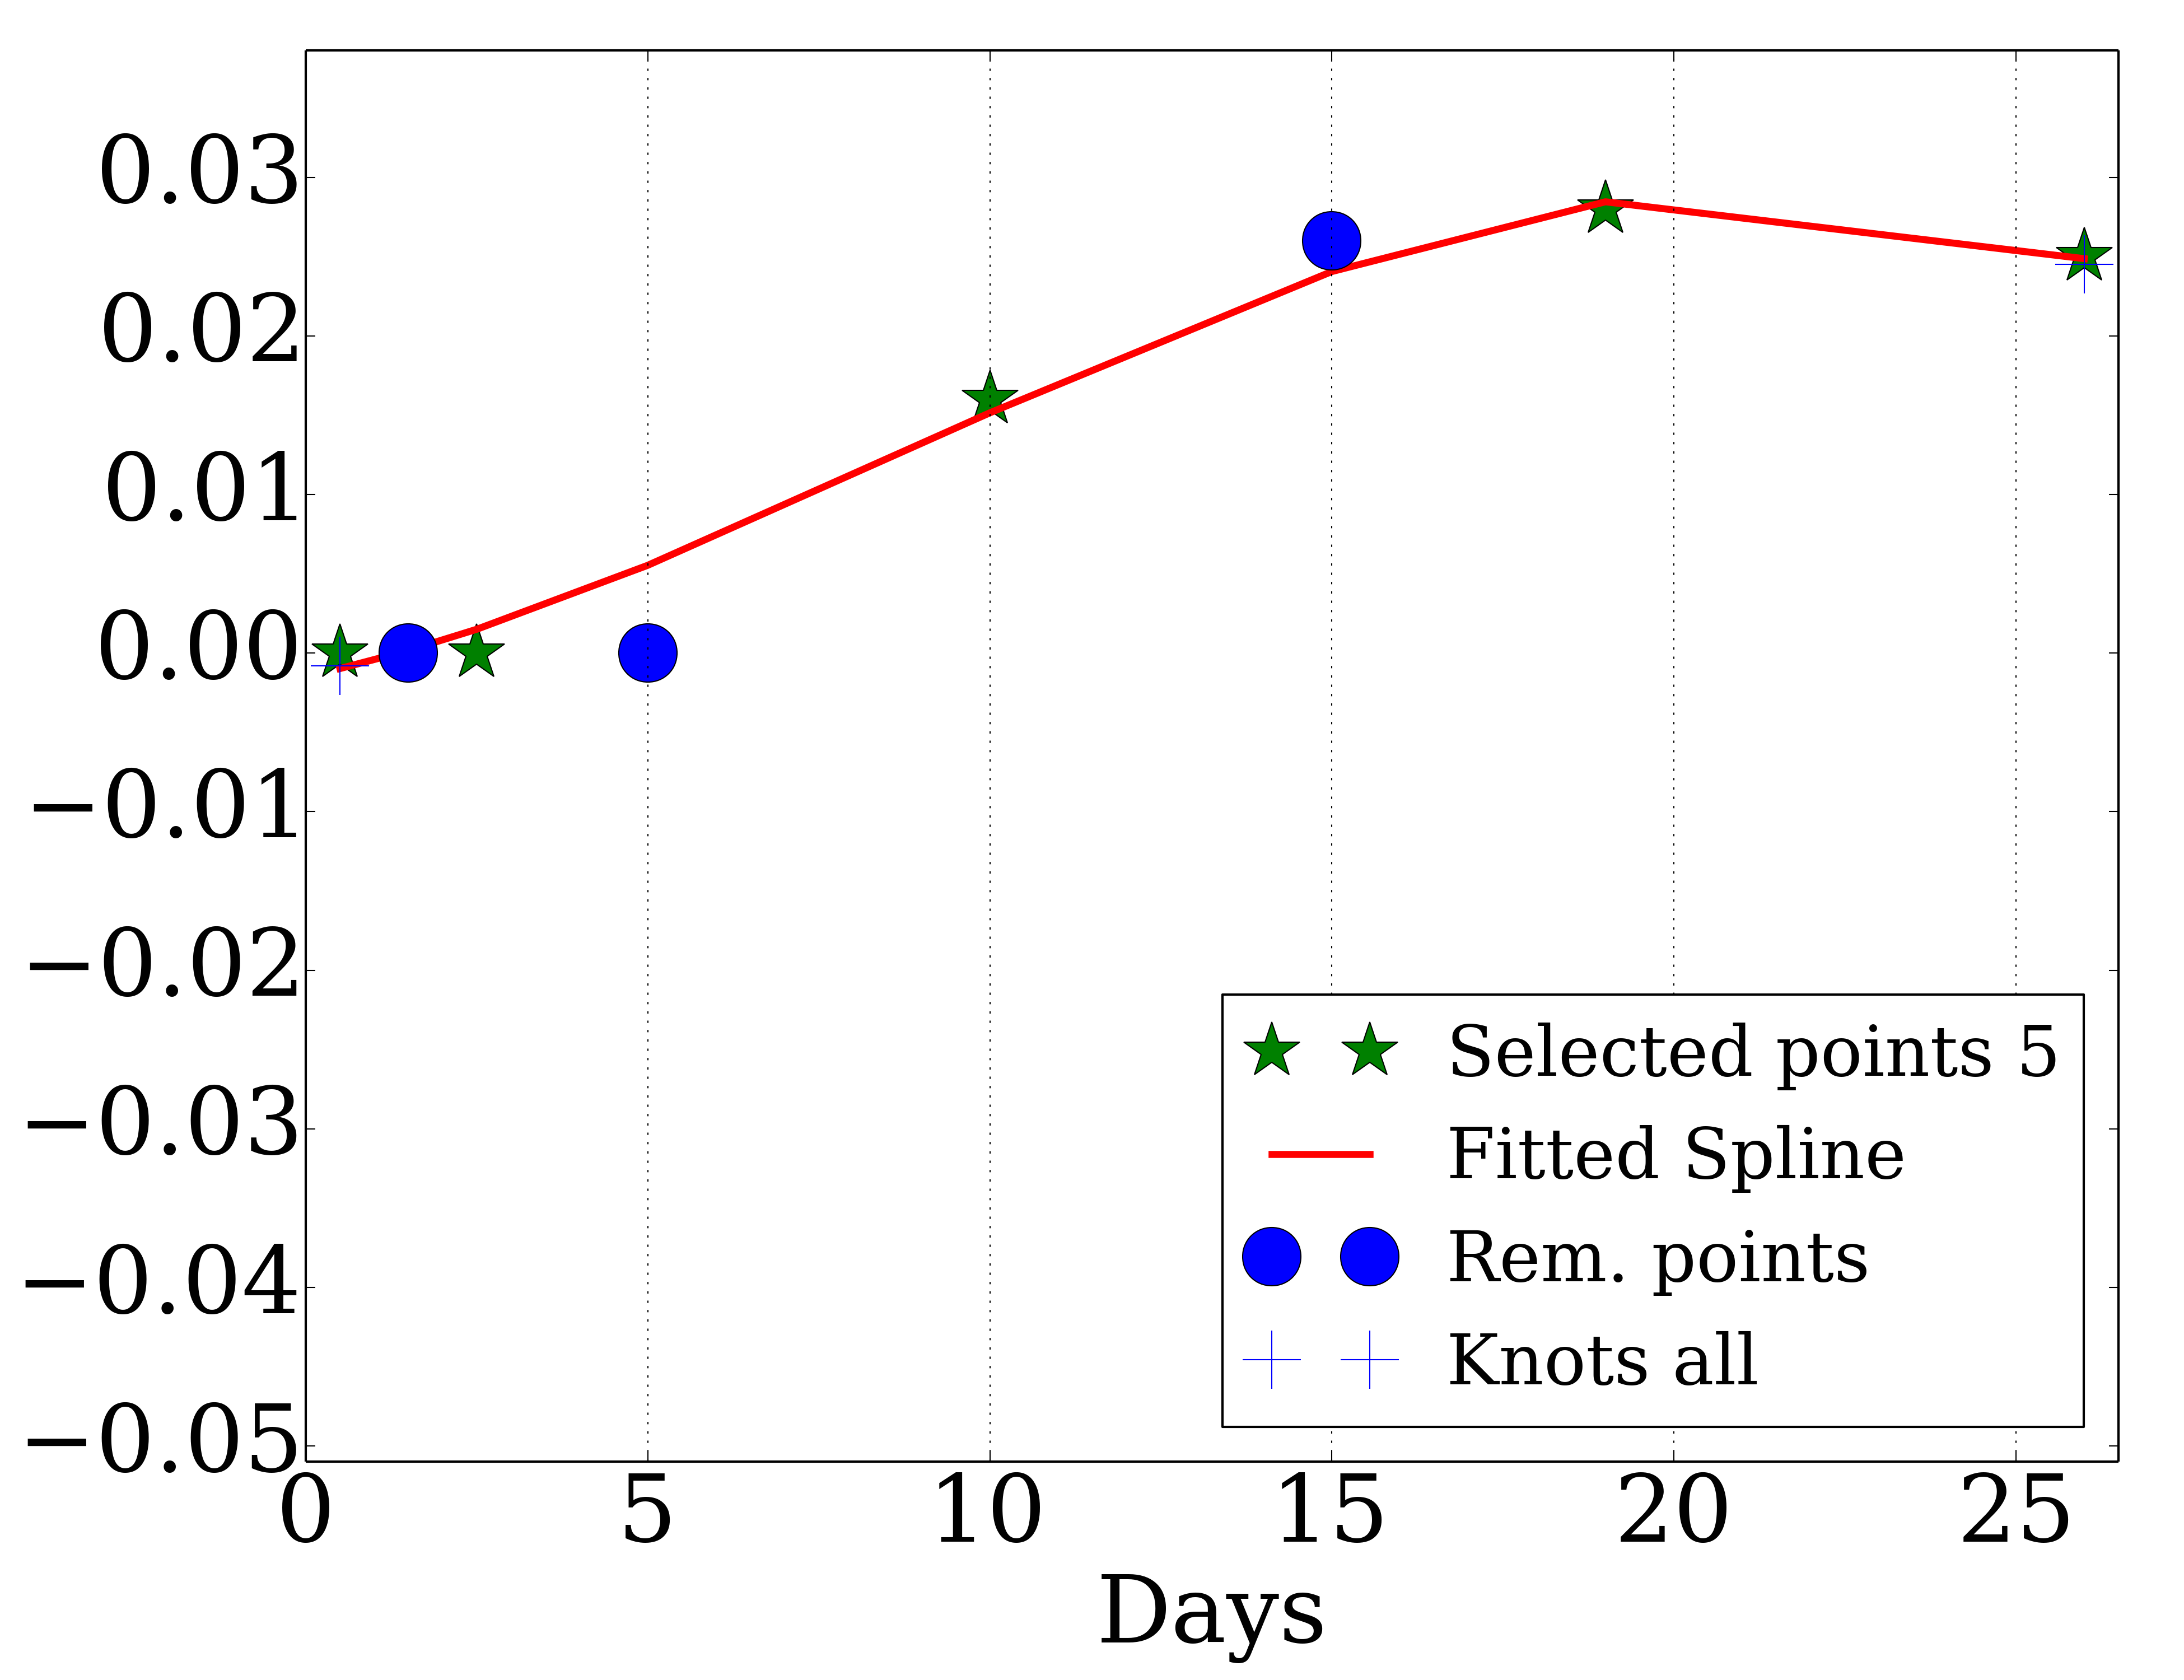 0.03
0.02
0.01
0.00
−0.01
−0.02
−0.03
−0.04
−0.05
0 5 10 15 20 25
Days
Selected points 5
Fitted Spline
Rem. points
Knots all